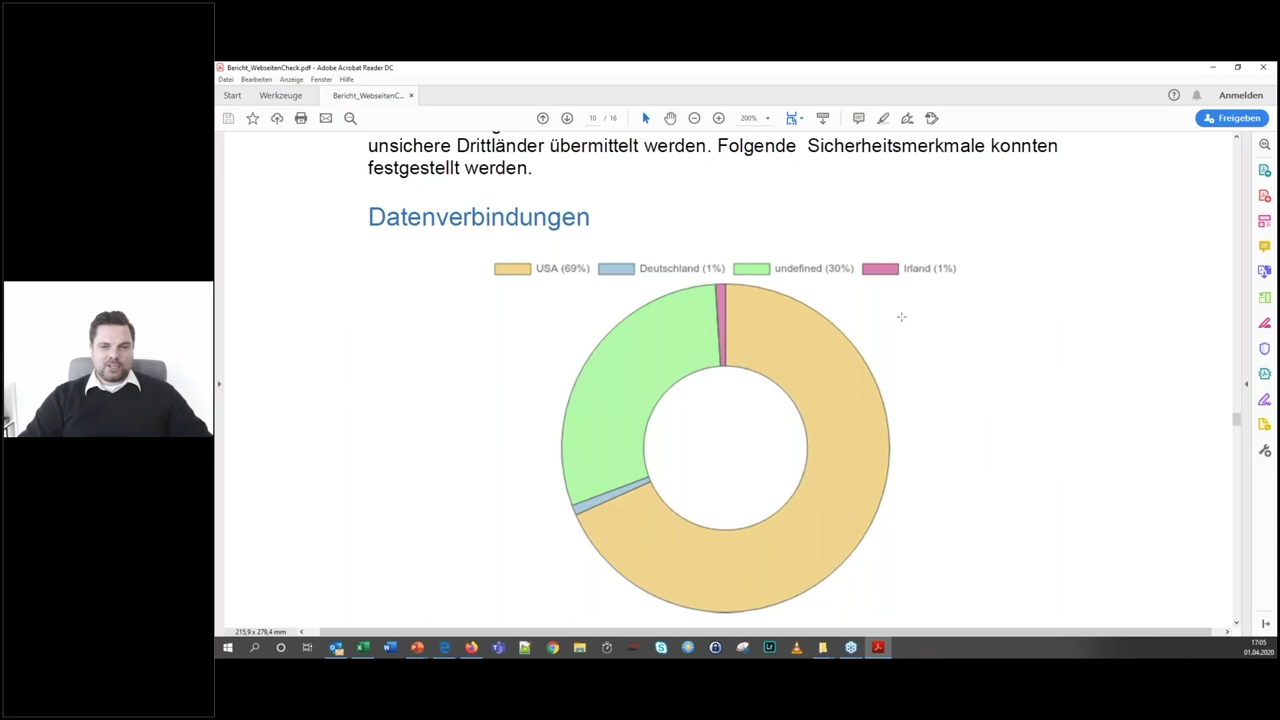 Bericht_WebseitenCheck.pdf - Adobe Acrobat Reader DC
Datei Bearbeiten Anzeige Fenster Hilfe
Start Werkzeuge Bericht_WebseitenC... × Anmelden
10 / 16 200% Freigeben
unsichere Drittländer übermittelt werden. Folgende Sicherheitsmerkmale konnten
festgestellt werden.
Datenverbindungen
USA (69%) Deutschland (1%) undefined (30%) Irland (1%)
215,9 x 279,4 mm
17:05
01.04.2020